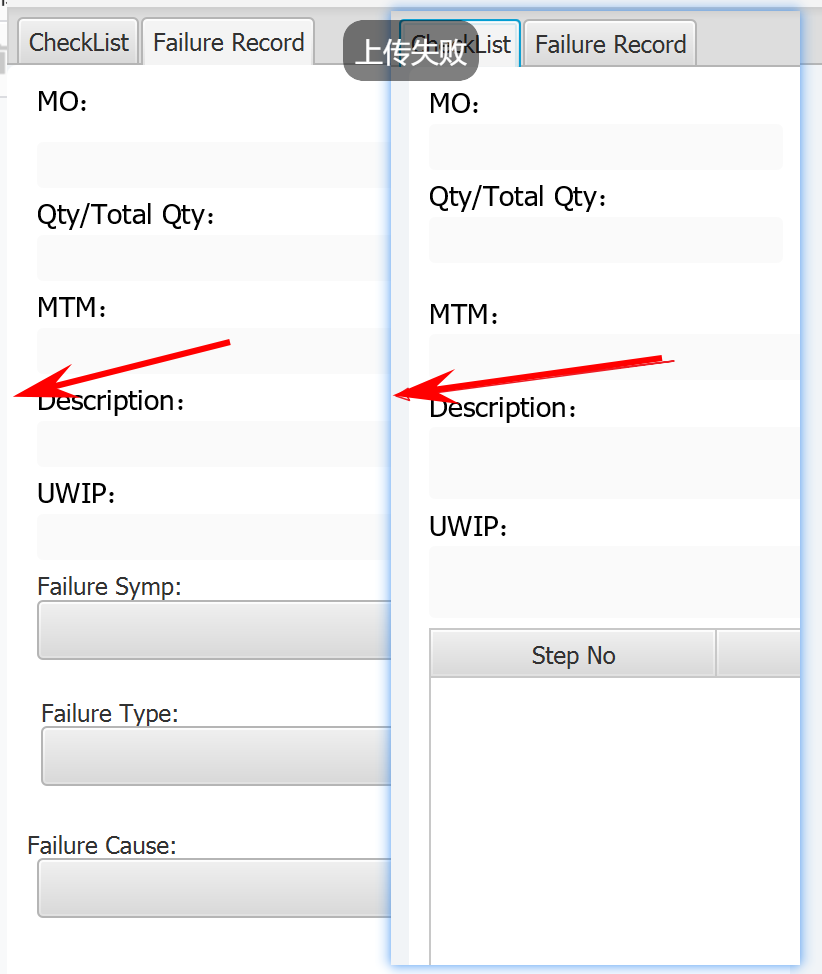 CheckList Failure Record
MO：
Qty/Total Qty：
MTM：
Description：
UWIP：
Failure Symp:
Failure Type:
Failure Cause:
上传失败
CheckList Failure Record
MO：
Qty/Total Qty：
MTM：
Description：
UWIP：
Step No